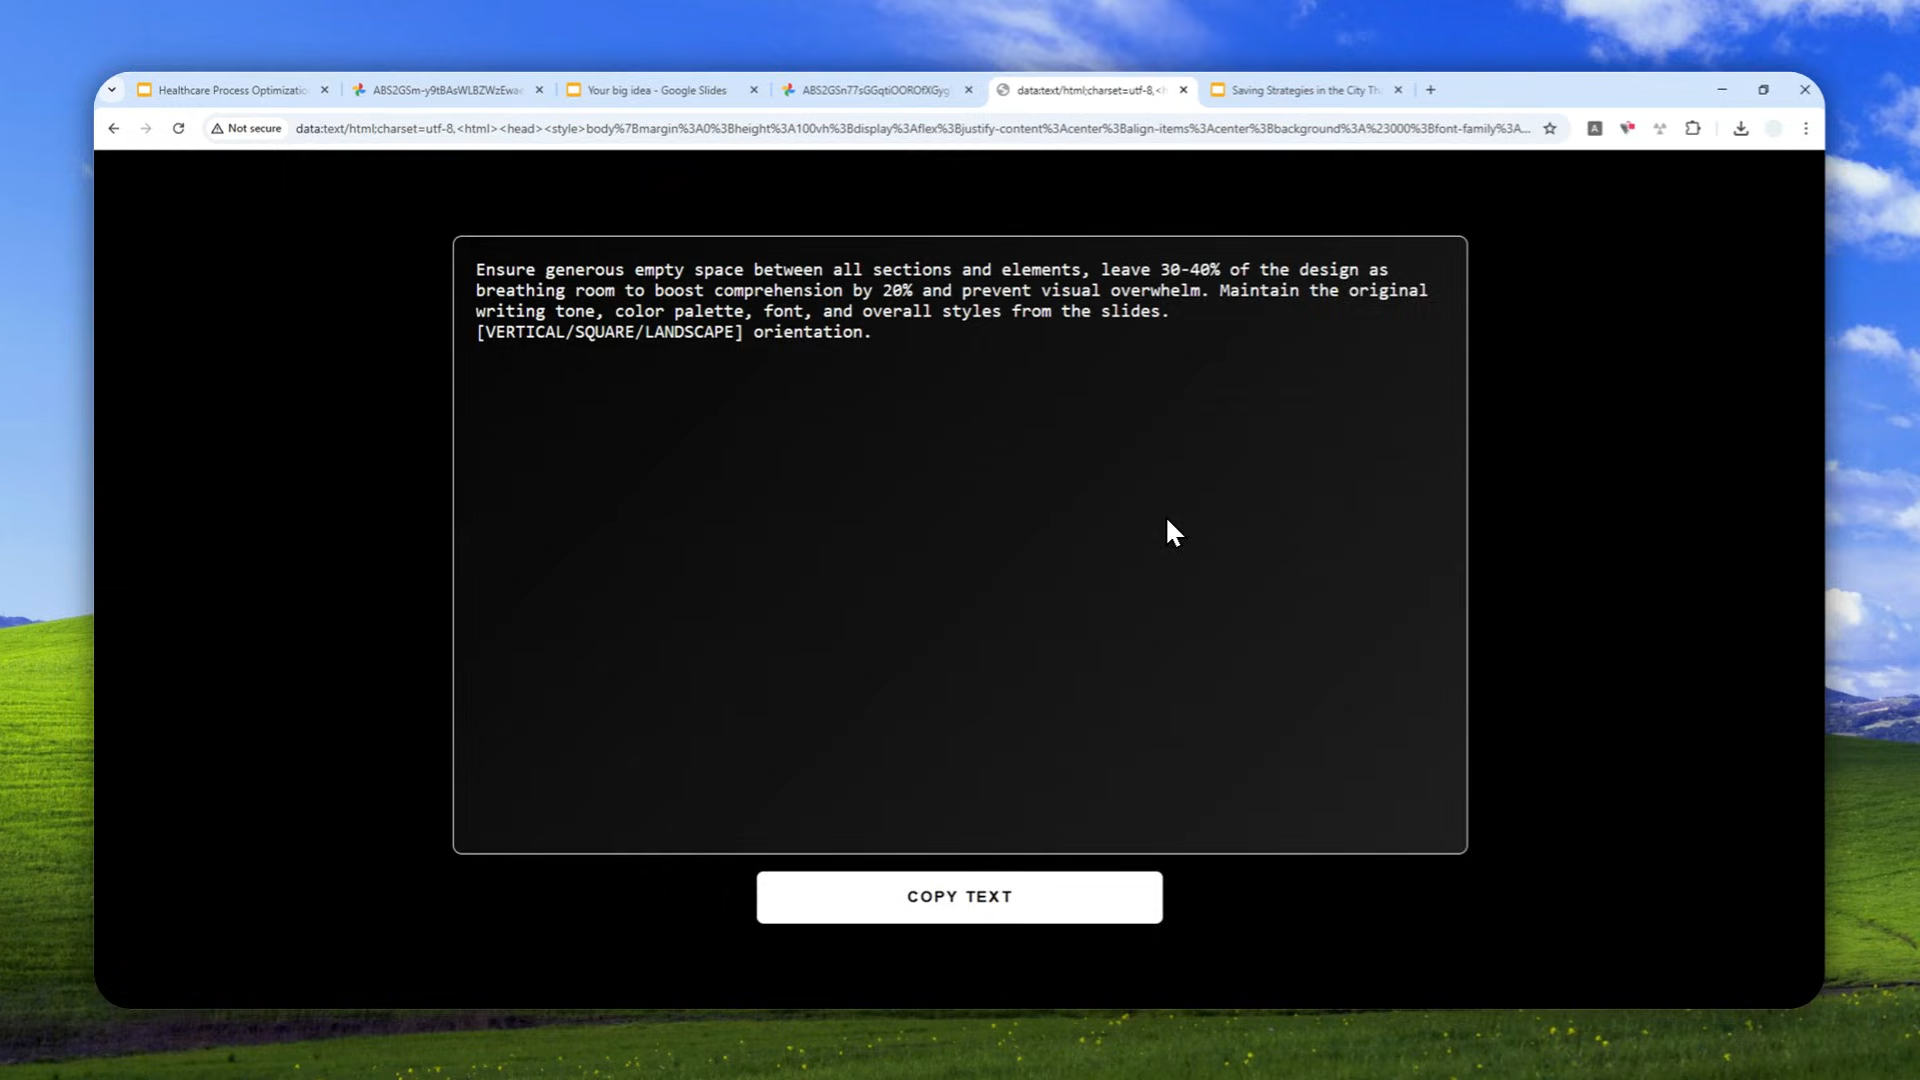 Healthcare Process Optimizatio
ABS2GSm-y9tBAsWLBZWzEwae
Your big idea - Google Slides
ABS2GSn77sGGqtiOOROfXGyg
data:text/html;charset=utf-8,<h
Saving Strategies in the City Th
Not secure
data:text/html;charset=utf-8,<html><head><style>body%7Bmargin%3A0%3Bheight%3A100vh%3Bdisplay%3Aflex%3Bjustify-content%3Acenter%3Balign-items%3Acenter%3Bbackground%3A%23000%3Bfont-family%3A...
A
Ensure generous empty space between all sections and elements, leave 30-40% of the design as
breathing room to boost comprehension by 20% and prevent visual overwhelm. Maintain the original
writing tone, color palette, font, and overall styles from the slides.
[VERTICAL/SQUARE/LANDSCAPE] orientation.
COPY TEXT